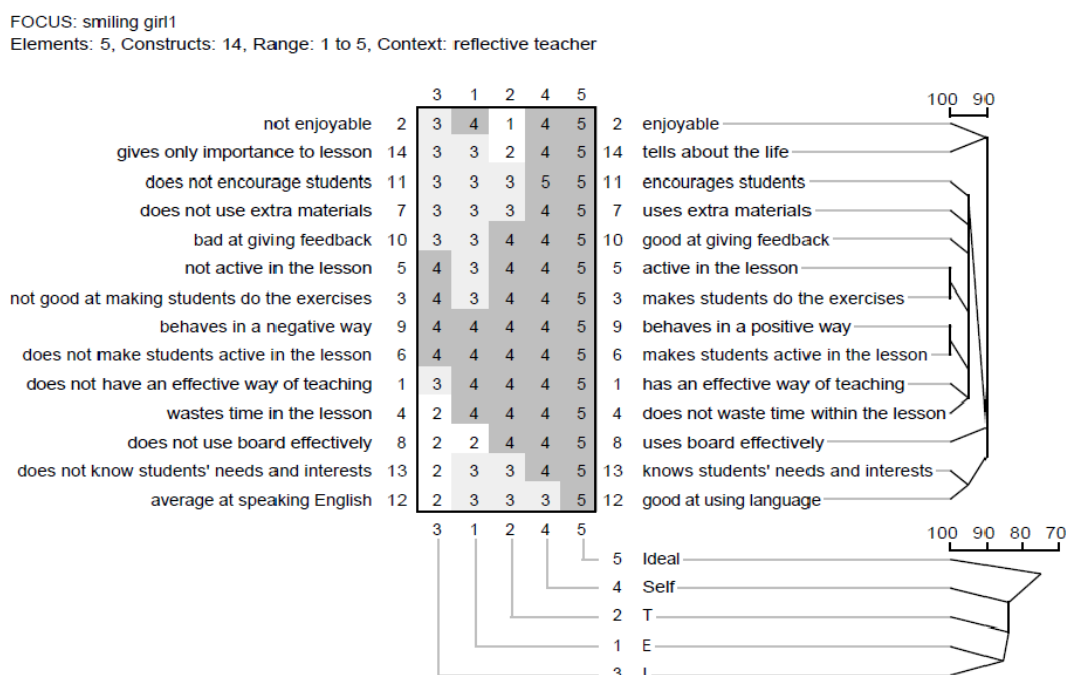 FOCUS: smiling girl1
Elements: 5, Constructs: 14, Range: 1 to 5, Context: reflective teacher
3 1 2 4 5
100 90
not enjoyable 2 3 4 1 4 5 2 enjoyable
gives only importance to lesson 14 3 3 2 4 5 14 tells about the life
does not encourage students 11 3 3 3 5 5 11 encourages students
does not use extra materials 7 3 3 3 4 5 7 uses extra materials
bad at giving feedback 10 3 3 4 4 5 10 good at giving feedback
not active in the lesson 5 4 3 4 4 5 5 active in the lesson
not good at making students do the exercises 3 4 3 4 4 5 3 makes students do the exercises
behaves in a negative way 9 4 4 4 4 5 9 behaves in a positive way
does not make students active in the lesson 6 4 4 4 4 5 6 makes students active in the lesson
does not have an effective way of teaching 1 3 4 4 4 5 1 has an effective way of teaching
wastes time in the lesson 4 2 4 4 4 5 4 does not waste time within the lesson
does not use board effectively 8 2 2 4 4 5 8 uses board effectively
does not know students' needs and interests 13 2 3 3 4 5 13 knows students' needs and interests
average at speaking English 12 2 3 3 3 5 12 good at using language
3 1 2 4 5
100 90 80 70
5 Ideal
4 Self
2 T
1 E
3